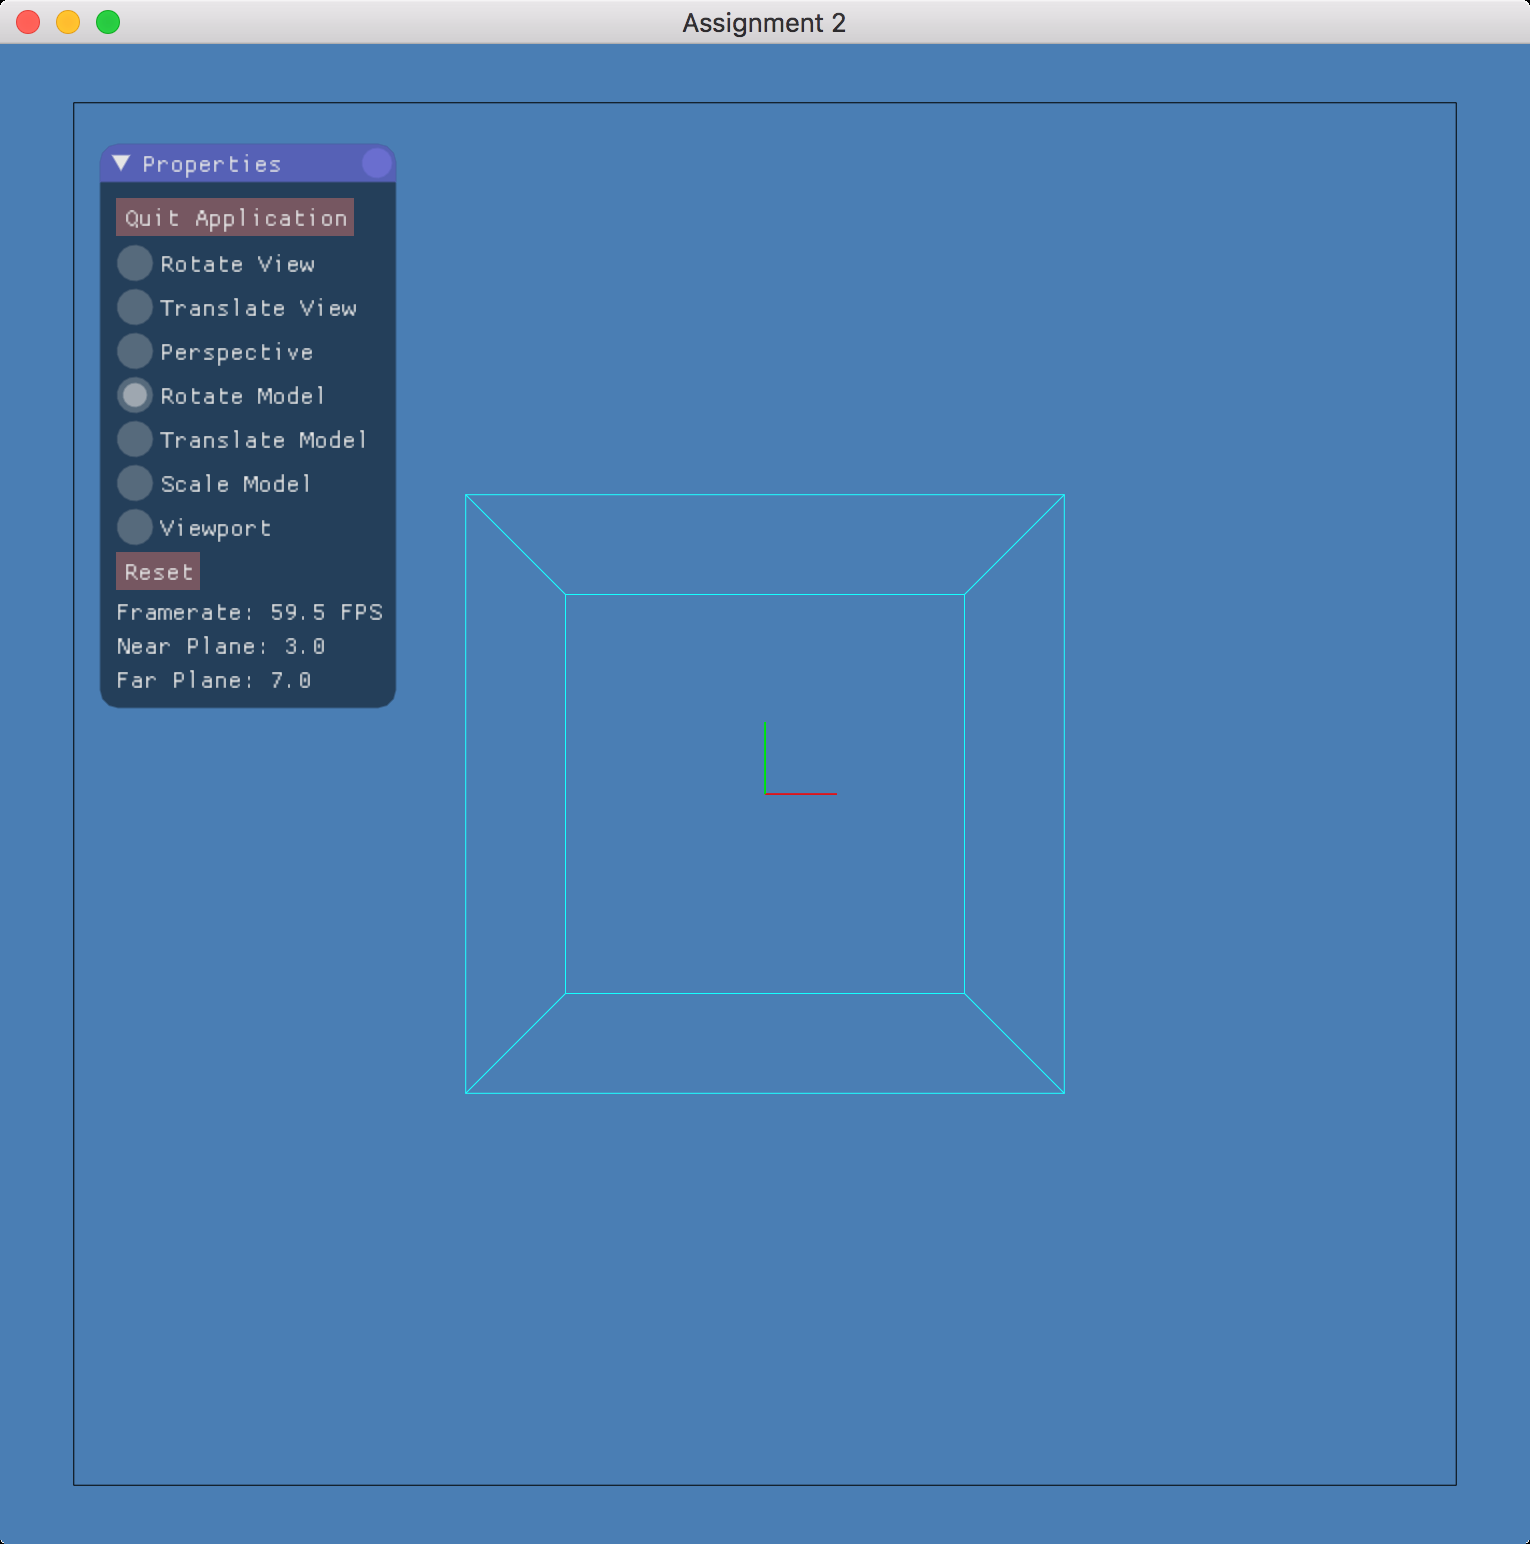 Assignment 2
Properties
Quit Application
Rotate View
Translate View
Perspective
Rotate Model
Translate Model
Scale Model
Viewport
Reset
Framerate: 59.5 FPS
Near Plane: 3.0
Far Plane: 7.0